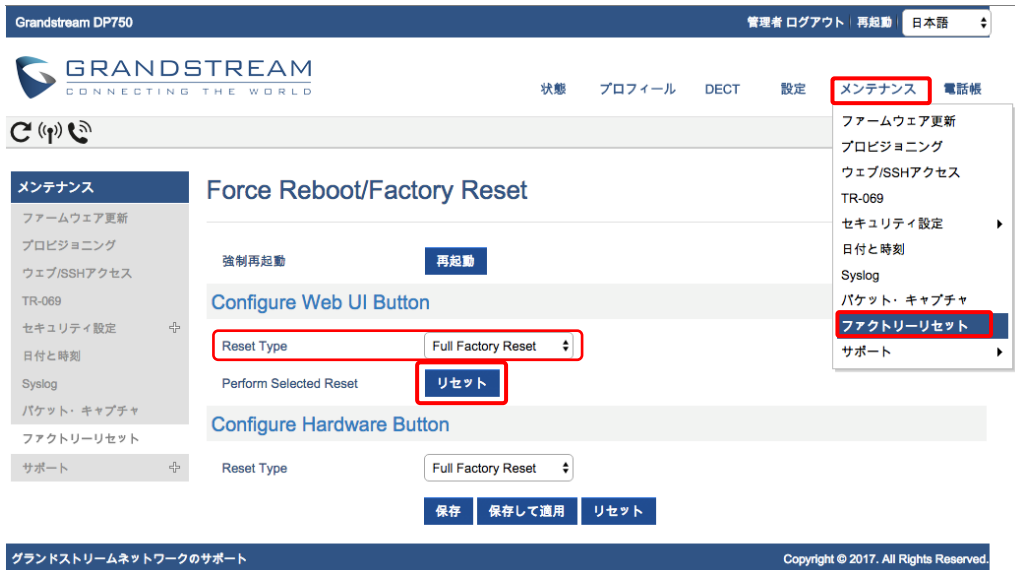 Grandstream DP750
管理者 ログアウト 再起動 日本語
GRANDSTREAM
CONNECTING THE WORLD
状態 プロフィール DECT 設定 メンテナンス 電話帳
ファームウェア更新
プロビジョニング
ウェブ/SSHアクセス
TR-069
セキュリティ設定
日付と時刻
Syslog
パケット・キャプチャ
ファクトリーリセット
サポート
メンテナンス
ファームウェア更新
プロビジョニング
ウェブ/SSHアクセス
TR-069
セキュリティ設定
日付と時刻
Syslog
パケット・キャプチャ
ファクトリーリセット
サポート
Force Reboot/Factory Reset
強制再起動 再起動
Configure Web UI Button
Reset Type Full Factory Reset
Perform Selected Reset リセット
Configure Hardware Button
Reset Type Full Factory Reset
保存 保存して適用 リセット
グランドストリームネットワークのサポート
Copyright © 2017. All Rights Reserved.